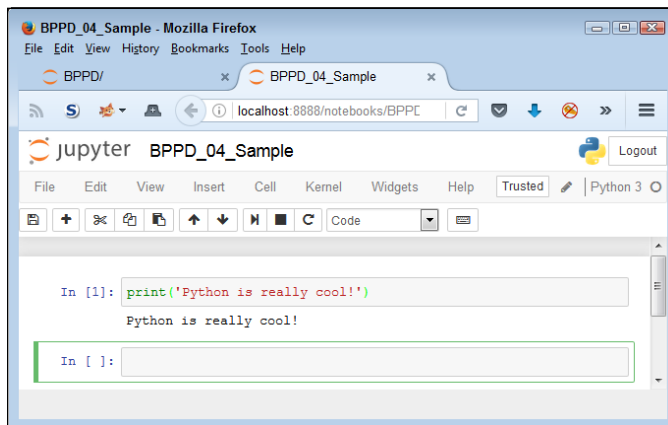 BPPD_04_Sample - Mozilla Firefox
File Edit View History Bookmarks Tools Help
BPPD/ × BPPD_04_Sample ×
S) localhost:8888/notebooks/BPPD »
jupyter BPPD_04_Sample Logout
File Edit View Insert Cell Kernel Widgets Help Trusted Python 3
Code
In [1]: print('Python is really cool!')
Python is really cool!
In [ ]: